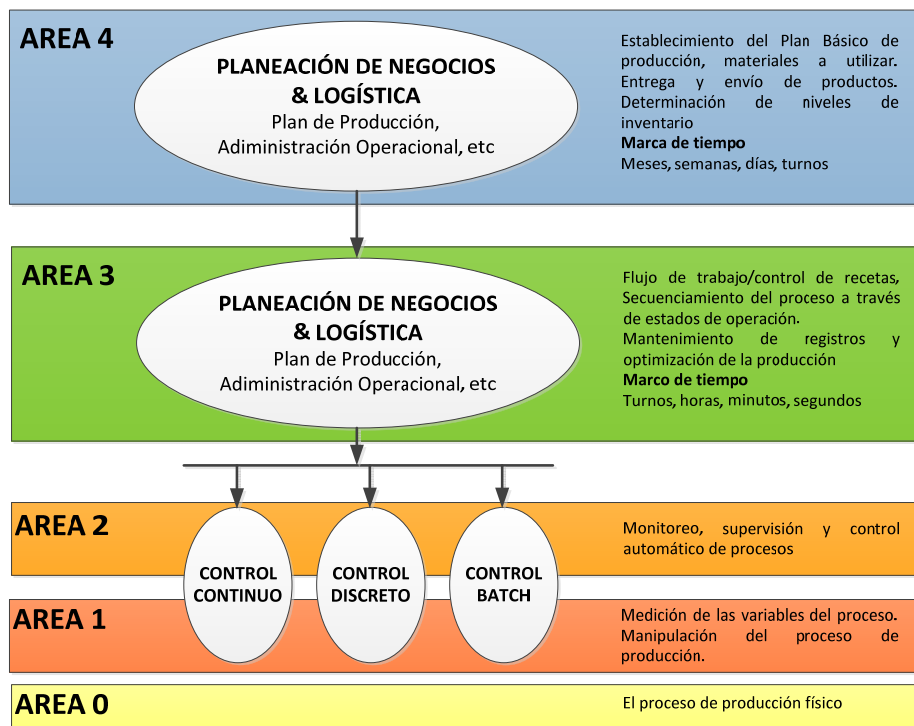 AREA 4
PLANEACIÓN DE NEGOCIOS
& LOGÍSTICA
Plan de Producción,
Adiministración Operacional, etc
Establecimiento del Plan Básico de
producción, materiales a utilizar.
Entrega y envío de productos.
Determinación de niveles de
inventario
Marca de tiempo
Meses, semanas, días, turnos
AREA 3
PLANEACIÓN DE NEGOCIOS
& LOGÍSTICA
Plan de Producción,
Adiministración Operacional, etc
Flujo de trabajo/control de recetas,
Secuenciamiento del proceso a través
de estados de operación.
Mantenimiento de registros y
optimización de la producción
Marco de tiempo
Turnos, horas, minutos, segundos
AREA 2
CONTROL
CONTINUO
CONTROL
DISCRETO
CONTROL
BATCH
Monitoreo, supervisión y control
automático de procesos
AREA 1
Medición de las variables del proceso.
Manipulación del proceso de
producción.
AREA 0
El proceso de producción físico